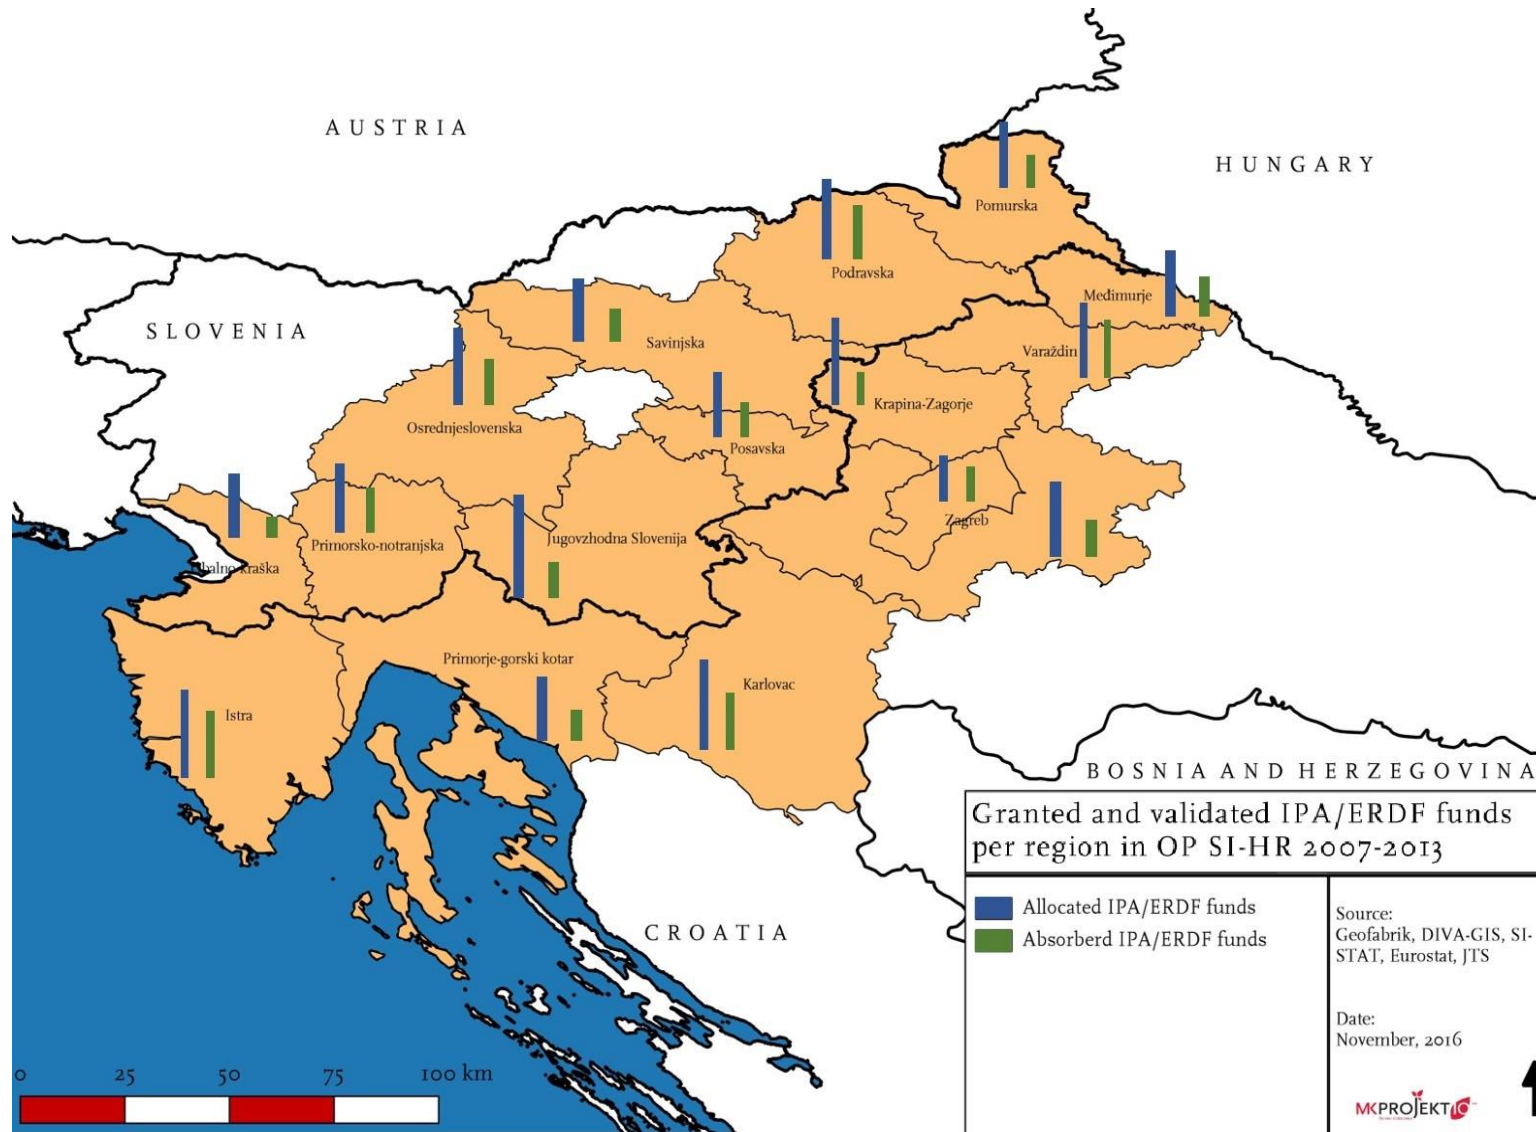 AUSTRIA
HUNGARY
Pomurska
Podravska
Međimurje
SLOVENIA
Savinjska
Varaždin
Krapina-Zagorje
Osrednjeslovenska
Posavska
Zagreb
Primorsko-notranjska
Jugovzhodna Slovenija
kraška
Primorje-gorski kotar
Karlovac
Istra
BOSNIA AND HERZEGOVINA
Granted and validated IPA/ERDF funds
per region in OP SI-HR 2007-2013
Allocated IPA/ERDF funds
Absorberd IPA/ERDF funds
Source:
Geofabrik, DIVA-GIS, SI-
STAT, Eurostat, JTS
CROATIA
Date:
November, 2016
0 25 50 75 100 km
MKPROJEKT